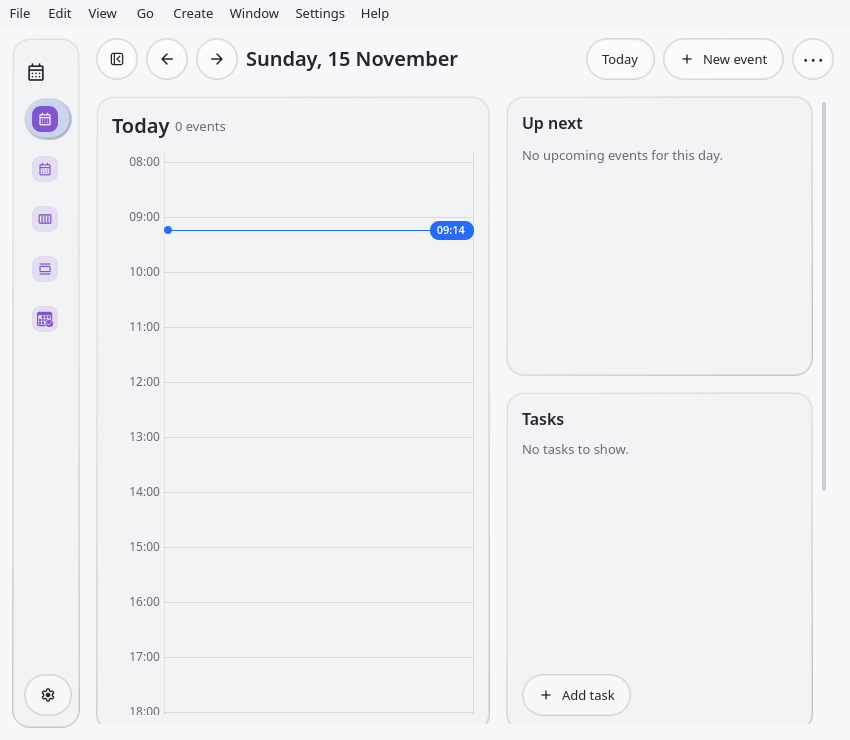 File Edit View Go Create Window Settings Help
Sunday, 15 November
Today
+ New event
...
Today 0 events
08:00
09:00
09:14
10:00
11:00
12:00
13:00
14:00
15:00
16:00
17:00
18:00
Up next
No upcoming events for this day.
Tasks
No tasks to show.
+ Add task